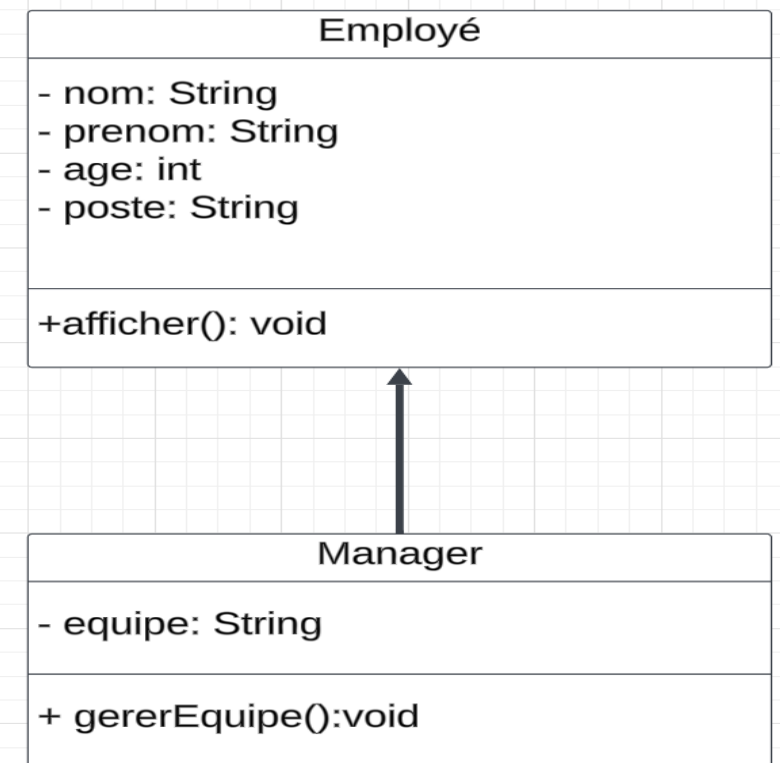 Employé
- nom: String
- prenom: String
- age: int
- poste: String
+afficher(): void
Manager
- equipe: String
+ gererEquipe():void